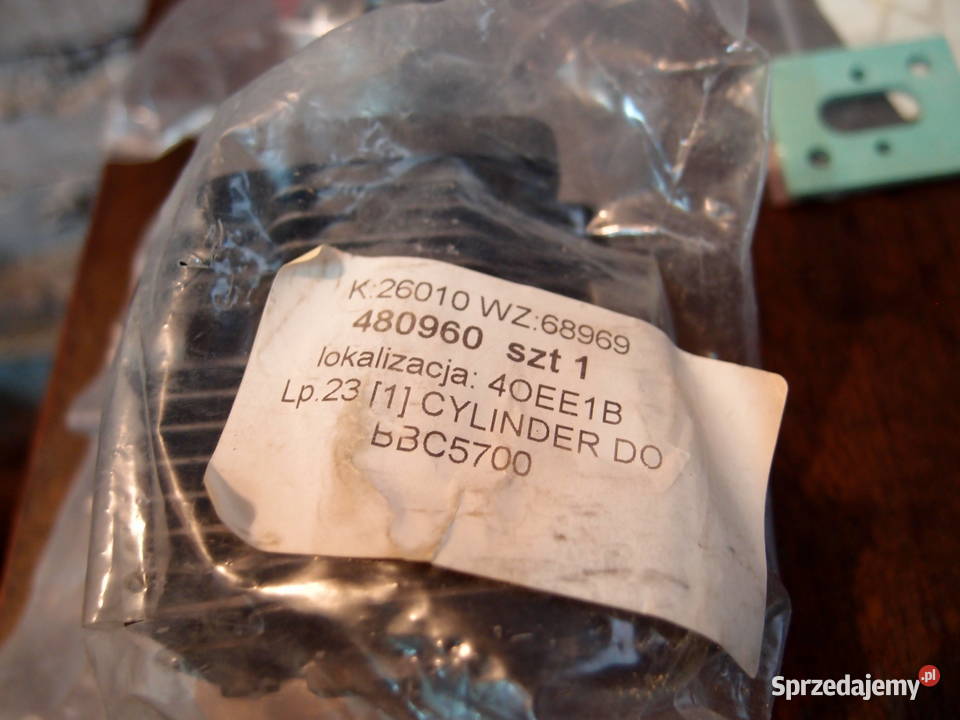 K:26010 WZ:68969
480960 szt 1
lokalizacja: 4OEE1B
Lp.23 [1] CYLINDER DO
BBC5700
Sprzedajemy.pl